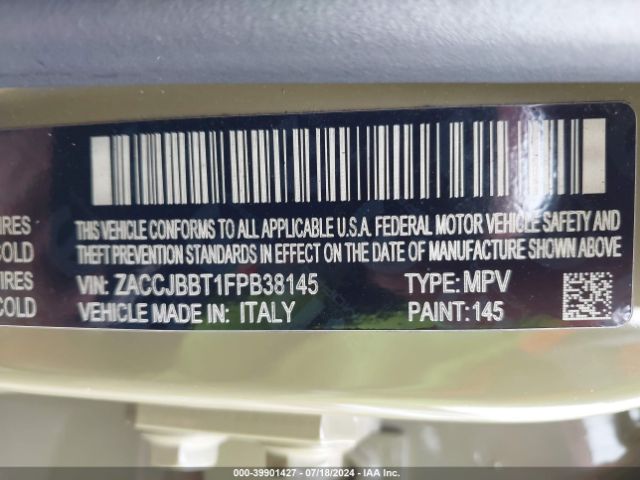 THIS VEHICLE CONFORMS TO ALL APPLICABLE U.S.A. FEDERAL MOTOR VEHICLE SAFETY AND
IRES
THEFT PREVENTION STANDARDS IN EFFECT ON THE DATE OF MANUFACTURE SHOWN ABOVE
COLD
VIN: ZACCJBBT1FPB38145 TYPE: MPV
IRES
VEHICLE MADE IN: ITALY PAINT: 145
COLD
000-39901427 - 07/18/2024 - IAA Inc.